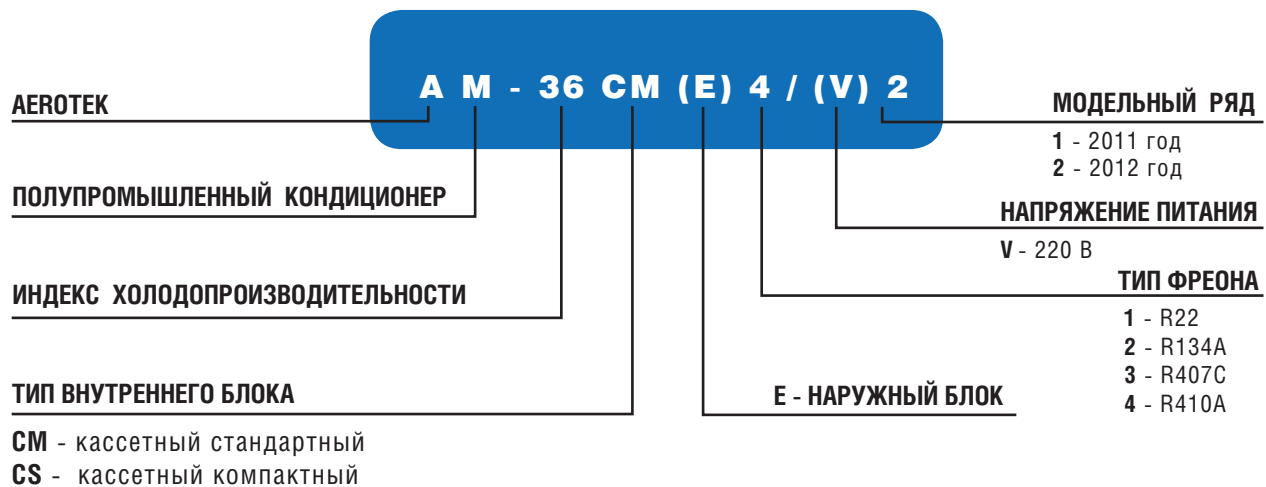 A M - 36 CM (E) 4 / (V) 2
AEROTEK
ПОЛУПРОМЫШЛЕННЫЙ КОНДИЦИОНЕР
ИНДЕКС ХОЛОДОПРОИЗВОДИТЕЛЬНОСТИ
ТИП ВНУТРЕННЕГО БЛОКА
CM - кассетный стандартный
CS - кассетный компактный
E - НАРУЖНЫЙ БЛОК
МОДЕЛЬНЫЙ РЯД
1 - 2011 год
2 - 2012 год
НАПРЯЖЕНИЕ ПИТАНИЯ
V - 220 В
ТИП ФРЕОНА
1 - R22
2 - R134A
3 - R407C
4 - R410A